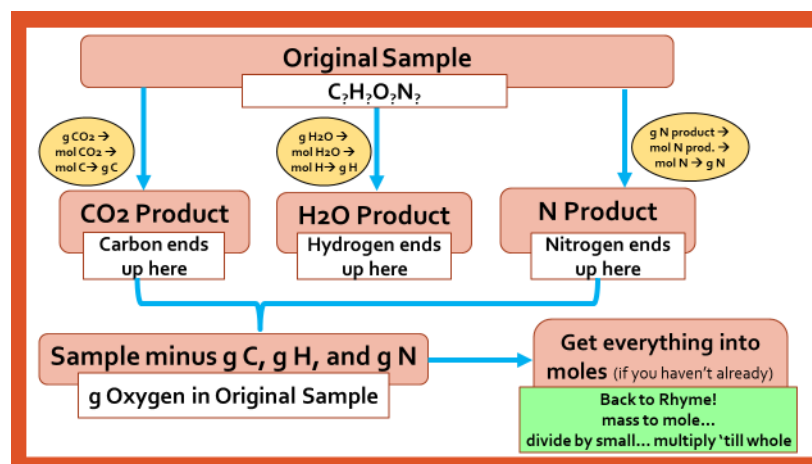 Original Sample
C?H?O?N?
g CO2 →
mol CO2 →
mol C→ g C
g H2O →
mol H2O →
mol H→ g H
g N product →
mol N prod. →
mol N → g N
CO2 Product
Carbon ends
up here
H2O Product
Hydrogen ends
up here
N Product
Nitrogen ends
up here
Sample minus g C, g H, and g N
g Oxygen in Original Sample
Get everything into
moles (if you haven't already)
Back to Rhyme!
mass to mole...
divide by small... multiply 'till whole